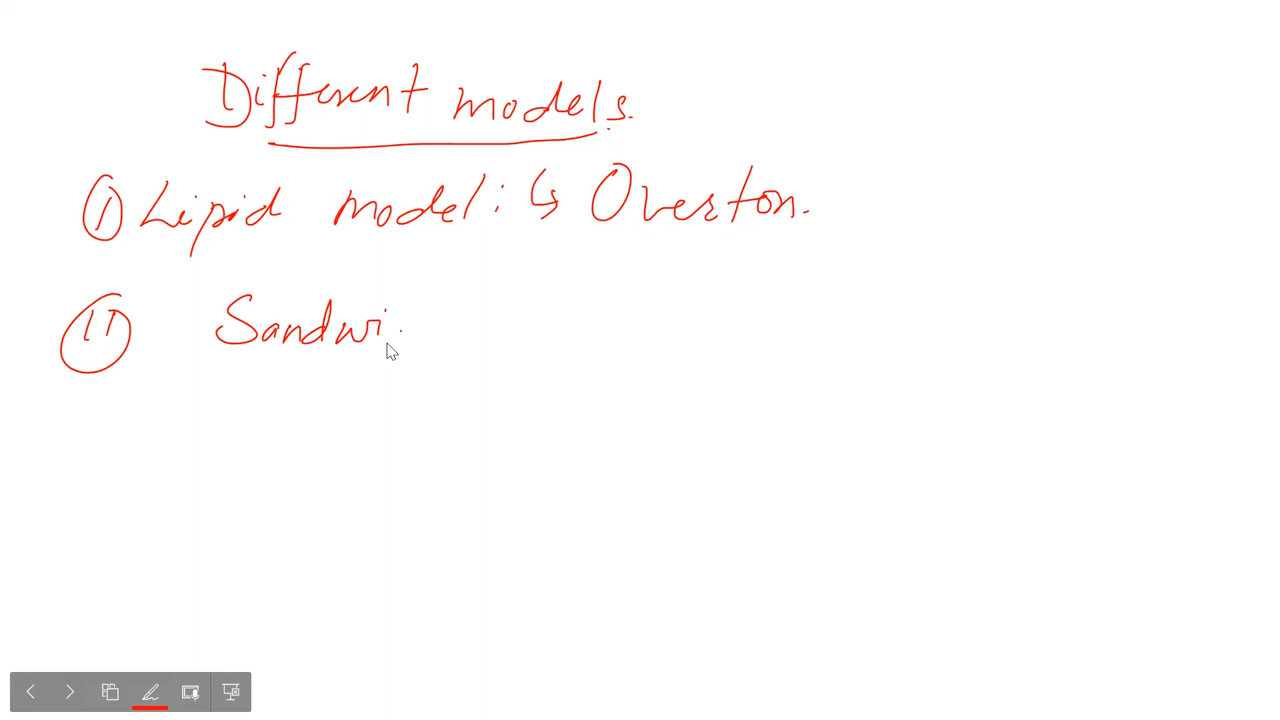 Different models.
(I) Lipid model: ↳ Overton.
(II) Sandwi